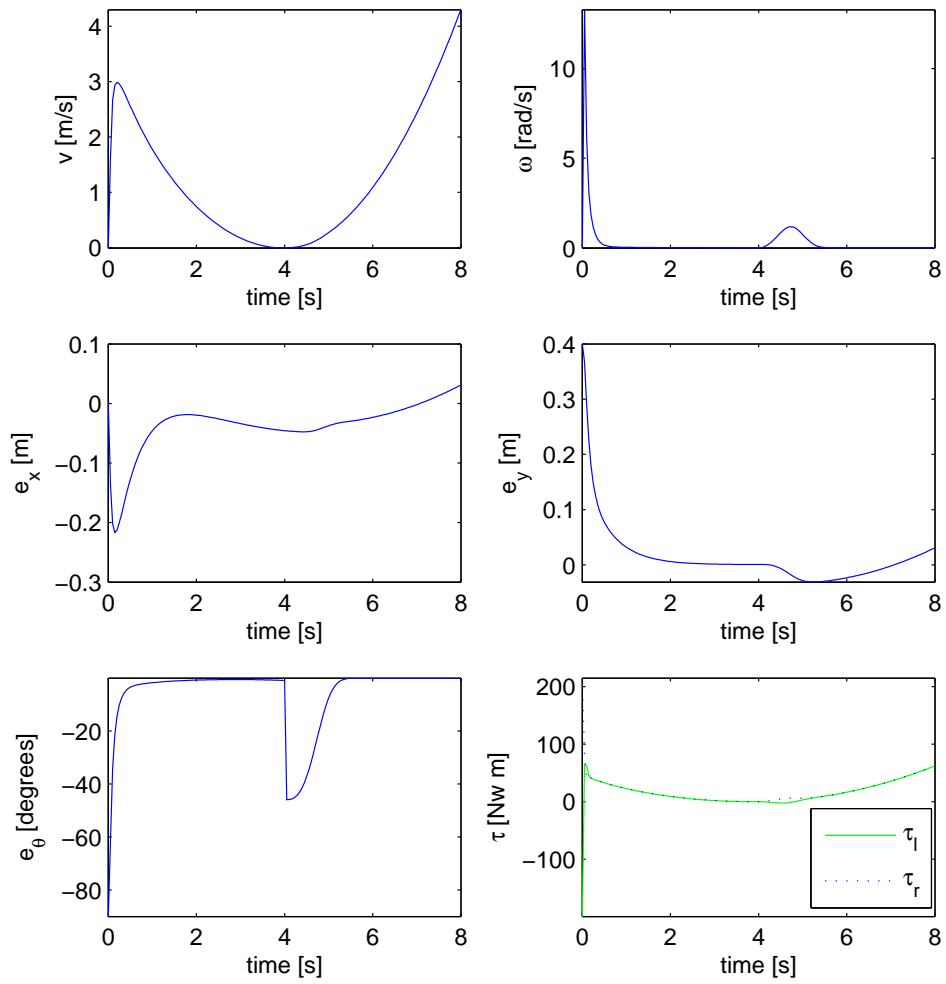 4
3
2
1
0
v [m/s]
0 2 4 6 8
time [s]
10
5
0
ω [rad/s]
0 2 4 6 8
time [s]
0.1
0
−0.1
−0.2
−0.3
e_x [m]
0 2 4 6 8
time [s]
0.4
0.3
0.2
0.1
0
e_y [m]
0 2 4 6 8
time [s]
−20
−40
−60
−80
e_θ [degrees]
0 2 4 6 8
time [s]
200
100
0
−100
τ [Nw m]
0 2 4 6 8
time [s]
τ_l
τ_r